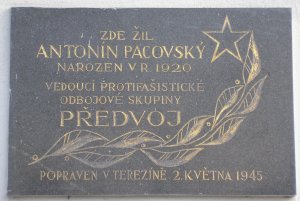 ZDE ŽIL
ANTONÍN PACOVSKÝ
NAROZEN V R. 1920
VEDOUCÍ PROTIFAŠISTICKÉ
ODBOJOVÉ SKUPINY
PŘEDVOJ
POPRAVEN V TEREZÍNĚ 2. KVĚTNA 1945